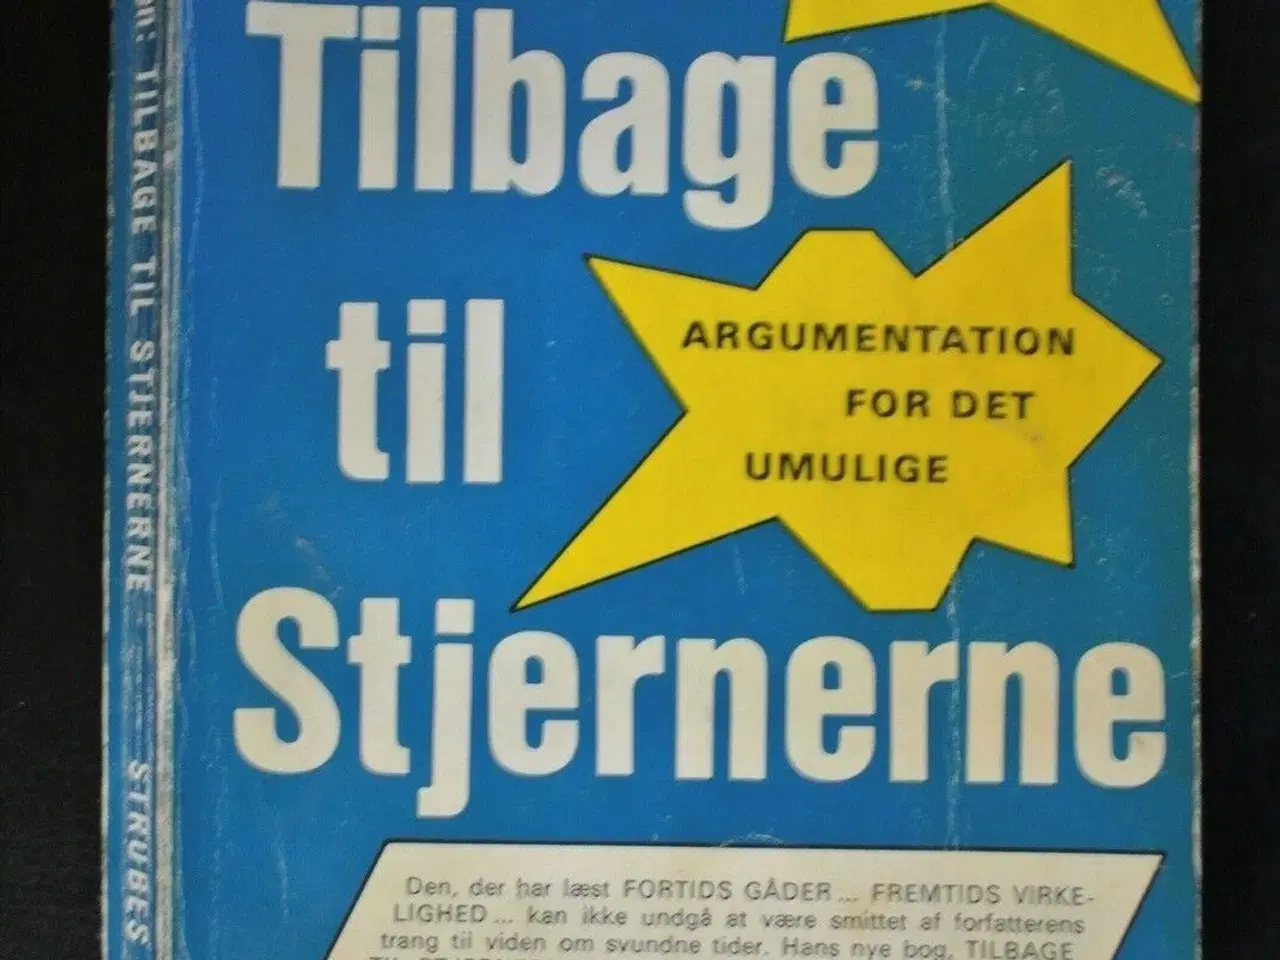 Tilbage
til
Stjernerne
ARGUMENTATION
FOR DET
UMULIGE
Den, der har læst FORTIDS GÅDER... FREMTIDS VIRKE-
LIGHED... kan ikke undgå at være smittet af forfatterens
trang til viden om svundne tider. Hans nye bog, TILBAGE
TILBAGE TIL STJERNERNE
STRUBES